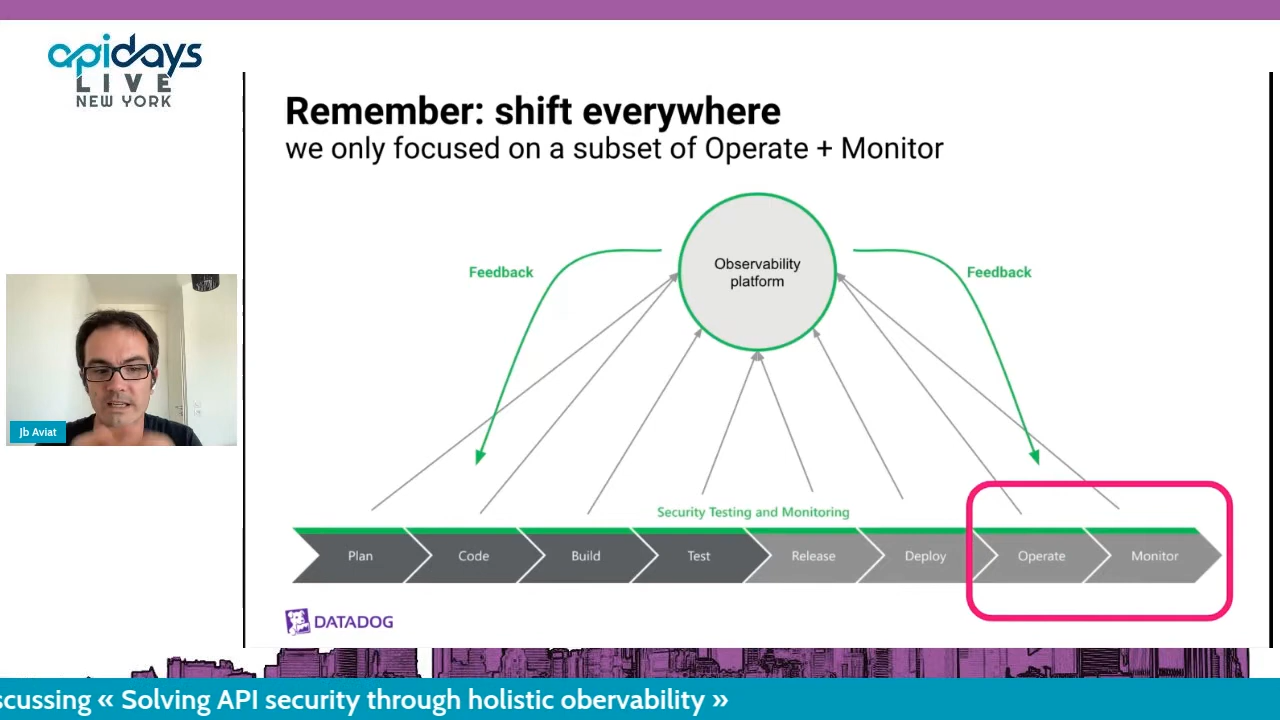 apidays
LIVE
NEW YORK
Remember: shift everywhere
we only focused on a subset of Operate + Monitor
Observability
platform
Feedback
Feedback
Jb Aviat
Security Testing and Monitoring
Plan
Code
Build
Test
Release
Deploy
Operate
Monitor
DATADOG
scussing « Solving API security through holistic obervability »